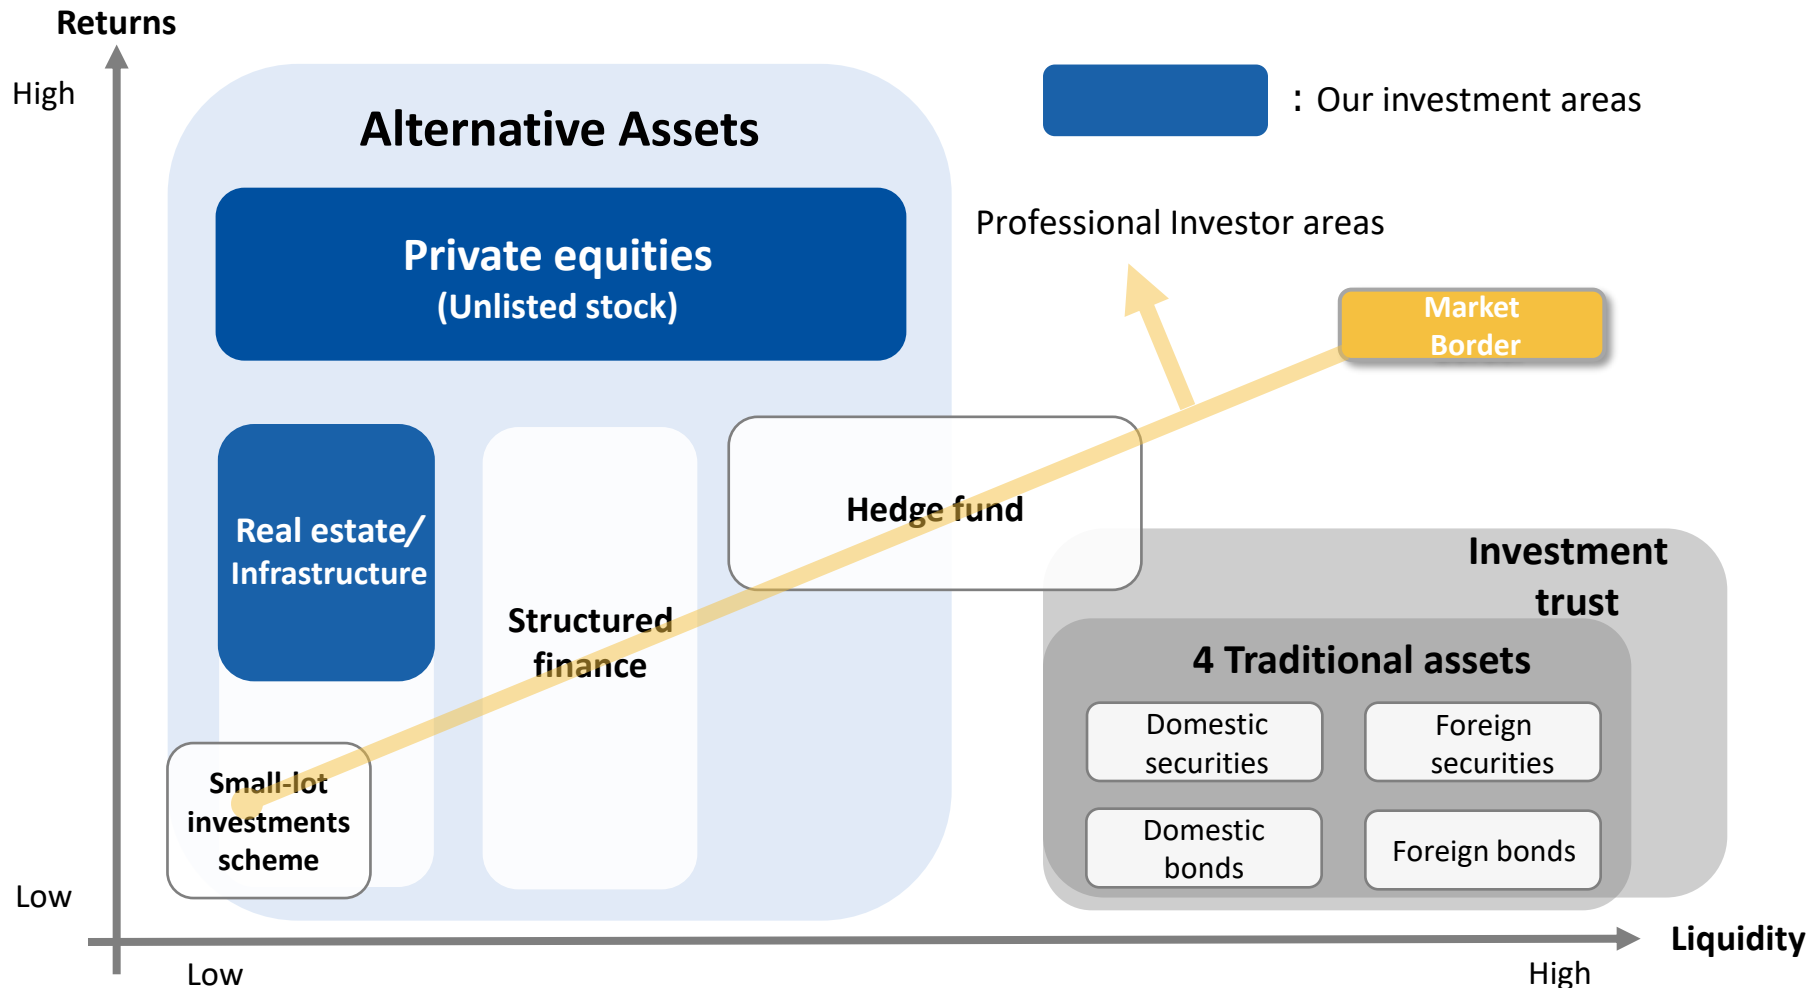 Returns
High
Alternative Assets
: Our investment areas
Professional Investor areas
Private equities
(Unlisted stock)
Market
Border
Real estate/
Infrastructure
Hedge fund
Structured
finance
Investment
trust
4 Traditional assets
Domestic
securities
Foreign
securities
Small-lot
investments
scheme
Domestic
bonds
Foreign bonds
Low
Liquidity
Low
High